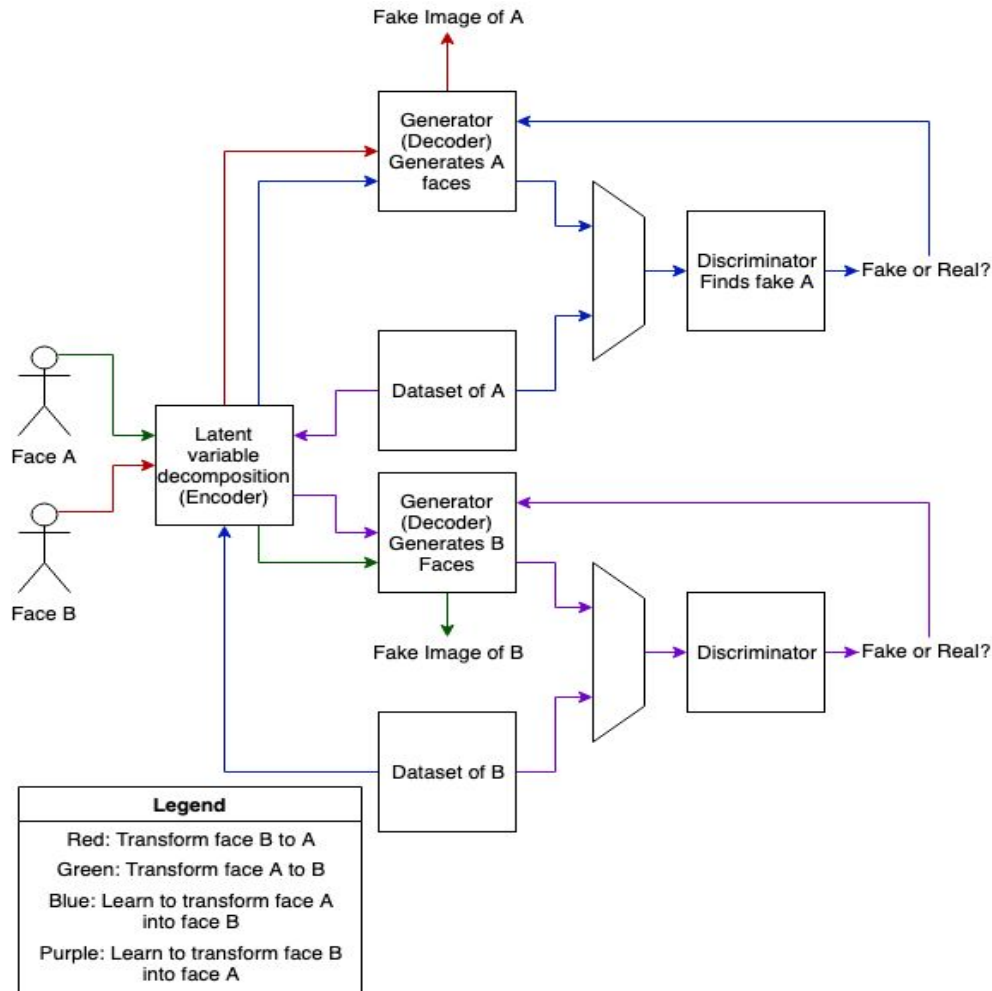 Fake Image of A
Generator
(Decoder)
Generates A
faces
Discriminator
Finds fake A
Fake or Real?
Dataset of A
Face A
Latent
variable
decomposition
(Encoder)
Face B
Generator
(Decoder)
Generates B
Faces
Fake Image of B
Discriminator
Fake or Real?
Dataset of B
Legend
Red: Transform face B to A
Green: Transform face A to B
Blue: Learn to transform face A
into face B
Purple: Learn to transform face B
into face A